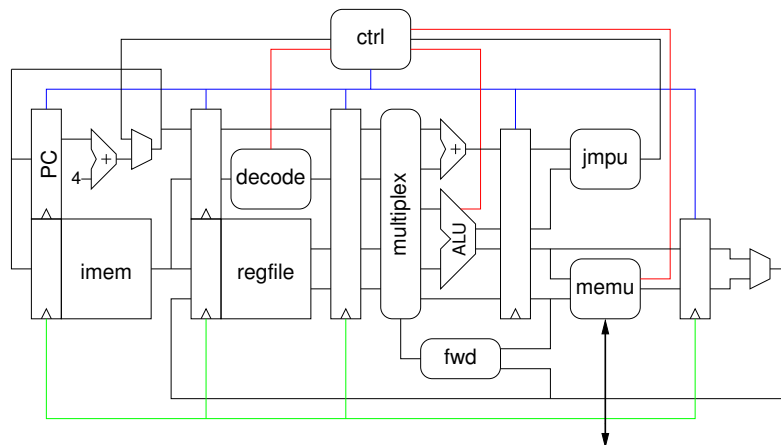 ctrl
PC
4
+
decode
multiplex
+
ALU
jmpu
imem
regfile
memu
fwd